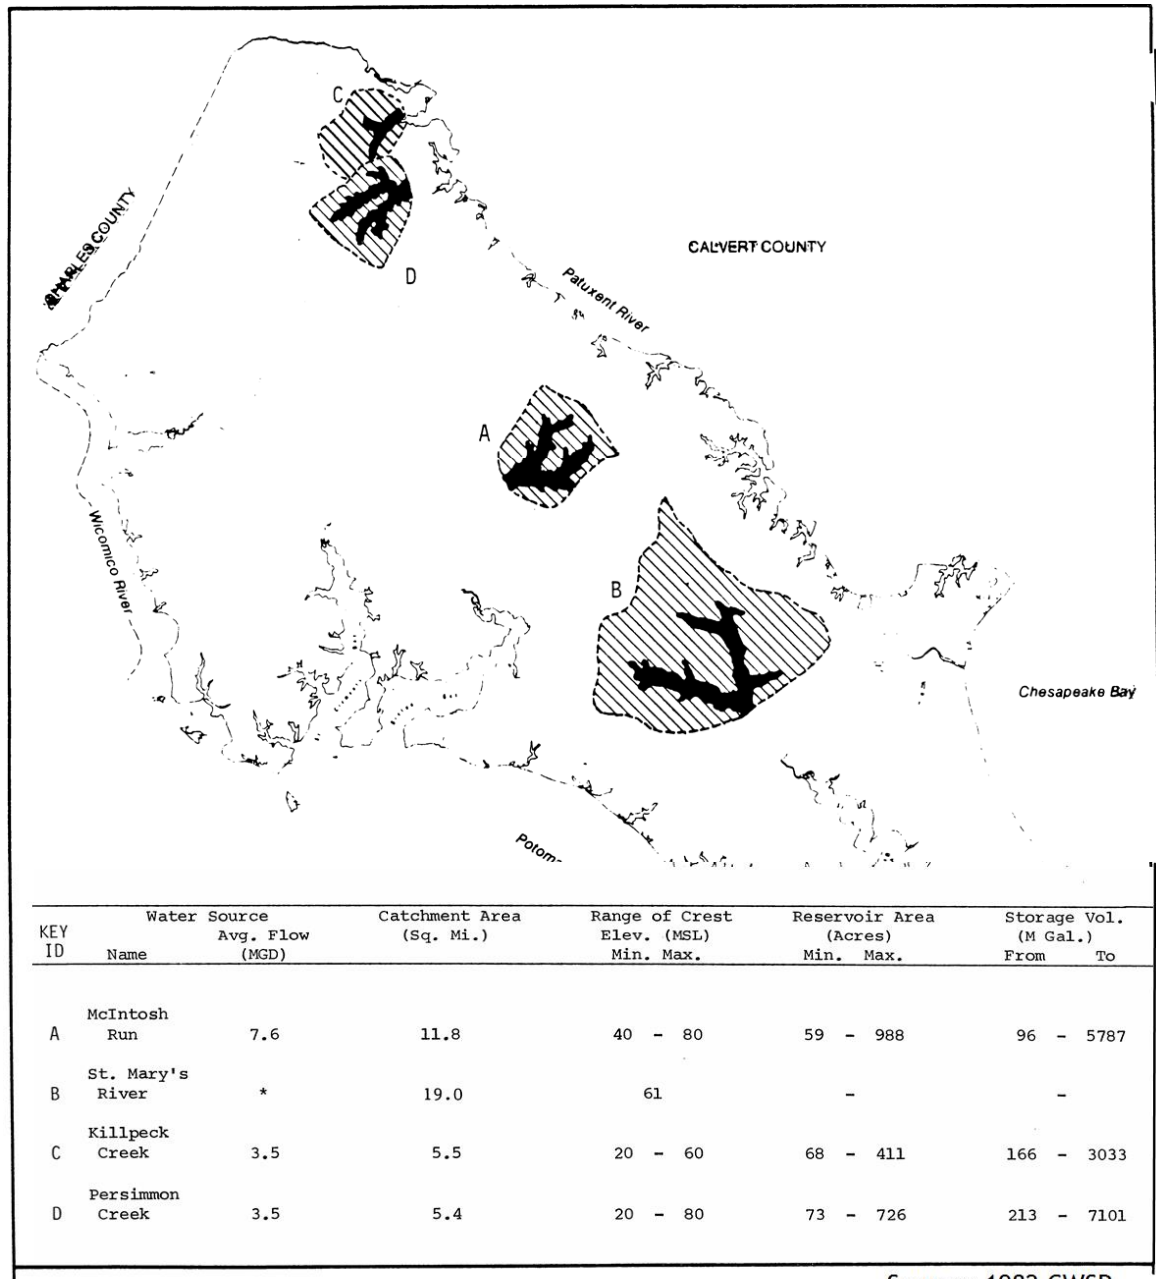 C
CHARLES COUNTY
CALVERT COUNTY
D
Patuxent River
A
Wicomico River
B
Chesapeake Bay
Potom
KEY ID
Water Source
Catchment Area
Range of Crest
Reservoir Area
Storage Vol.
Avg. Flow
(Sq. Mi.)
Elev. (MSL)
(Acres)
(M Gal.)
Name (MGD) Min. Max. Min. Max. From To
McIntosh
A Run 7.6 11.8 40 - 80 59 - 988 96 - 5787
St. Mary's
B River * 19.0 61 - -
Killpeck
C Creek 3.5 5.5 20 - 60 68 - 411 166 - 3033
Persimmon
D Creek 3.5 5.4 20 - 80 73 - 726 213 - 7101